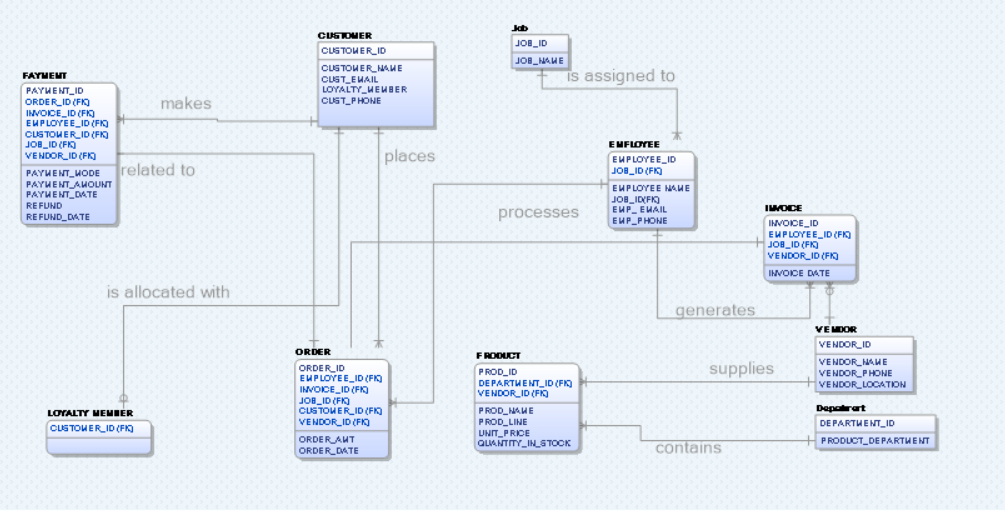 CUSTOMER
CUSTOMER_ID
CUSTOMER_NAME
CUST_EMAIL
LOYALTY_MEMBER
CUST_PHONE
Job
JOB_ID
JOB_NAME
is assigned to
PAYMENT
PAYMENT_ID
ORDER_ID (FK)
INVOICE_ID (FK)
EMPLOYEE_ID (FK)
CUSTOMER_ID (FK)
JOB_ID (FK)
VENDOR_ID (FK)
PAYMENT_MODE
PAYMENT_AMOUNT
PAYMENT_DATE
REFUND
REFUND_DATE
makes
related to
places
EMPLOYEE
EMPLOYEE_ID
JOB_ID (FK)
EMPLOYEE NAME
JOB_ID(FK)
EMP_ EMAIL
EMP_PHONE
processes
INVOICE
INVOICE_ID
EMPLOYEE_ID (FK)
JOB_ID (FK)
VENDOR_ID (FK)
INVOICE DATE
is allocated with
generates
VENDOR
VENDOR_ID
VENDOR_NAME
VENDOR_PHONE
VENDOR_LOCATION
ORDER
ORDER_ID
EMPLOYEE_ID (FK)
INVOICE_ID (FK)
JOB_ID (FK)
CUSTOMER_ID (FK)
VENDOR_ID (FK)
ORDER_AMT
ORDER_DATE
PRODUCT
PROD_ID
DEPARTMENT_ID (FK)
VENDOR_ID (FK)
PROD_NAME
PROD_LINE
UNIT_PRICE
QUANTITY_IN_STOCK
supplies
LOYALTY MEMBER
CUSTOMER_ID (FK)
Department
DEPARTMENT_ID
PRODUCT_DEPARTMENT
contains